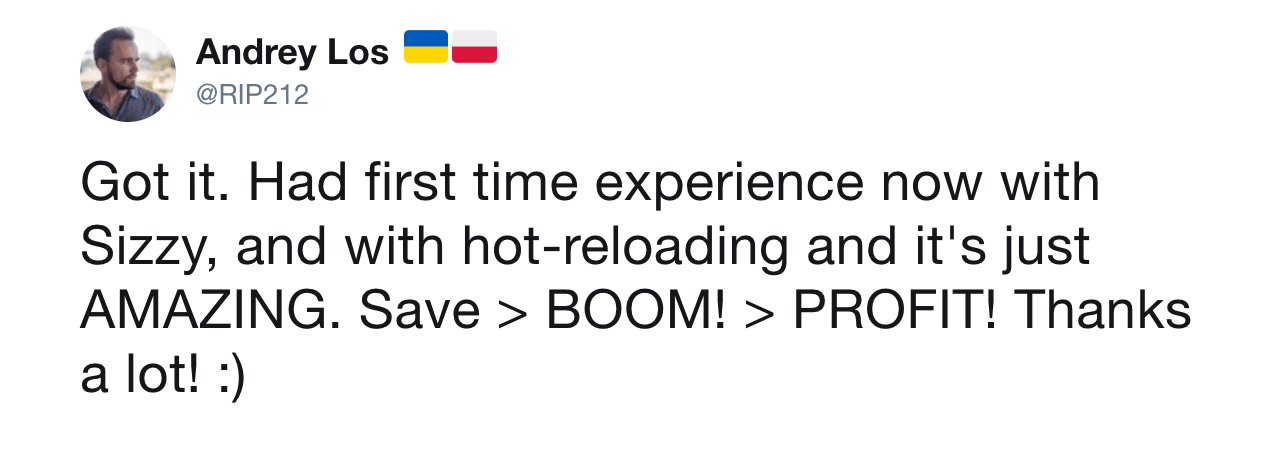 Andrey Los 🇺🇦🇵🇱
@RIP212
Got it. Had first time experience now with
Sizzy, and with hot-reloading and it's just
AMAZING. Save > BOOM! > PROFIT! Thanks
a lot! :)